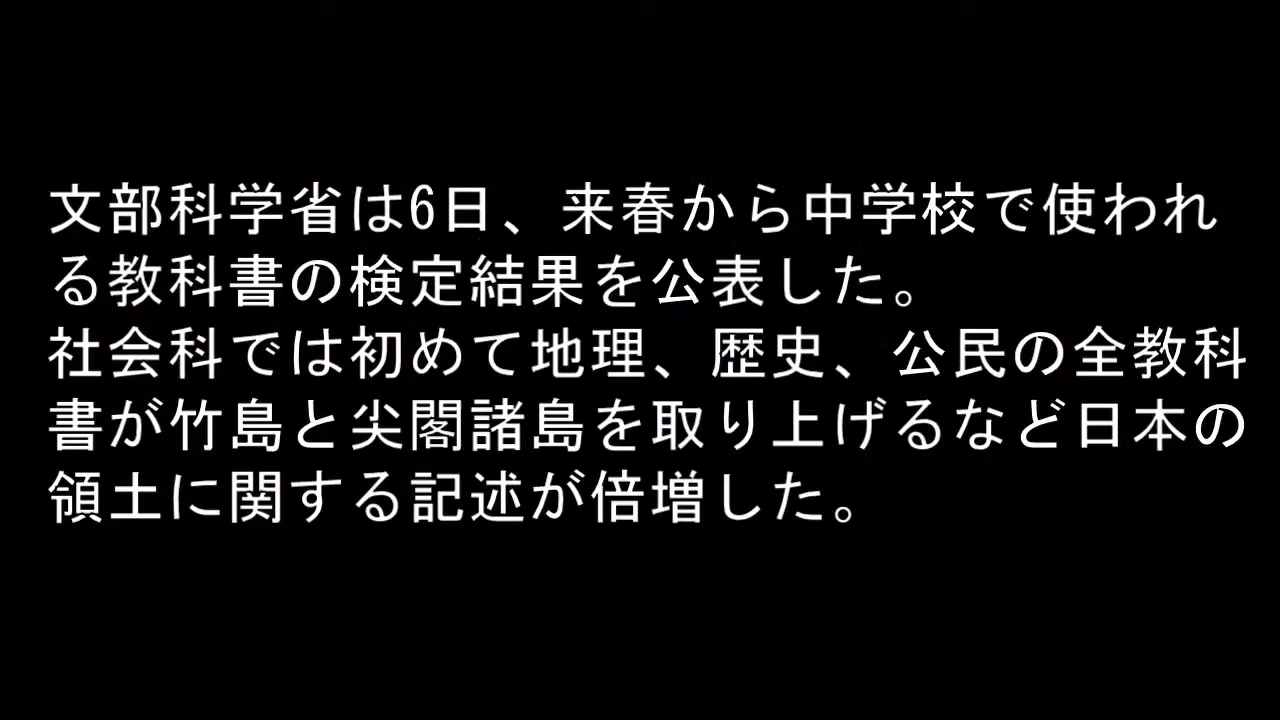 文部科学省は6日、来春から中学校で使われ
る教科書の検定結果を公表した。
社会科では初めて地理、歴史、公民の全教科
書が竹島と尖閣諸島を取り上げるなど日本の
領土に関する記述が倍増した。